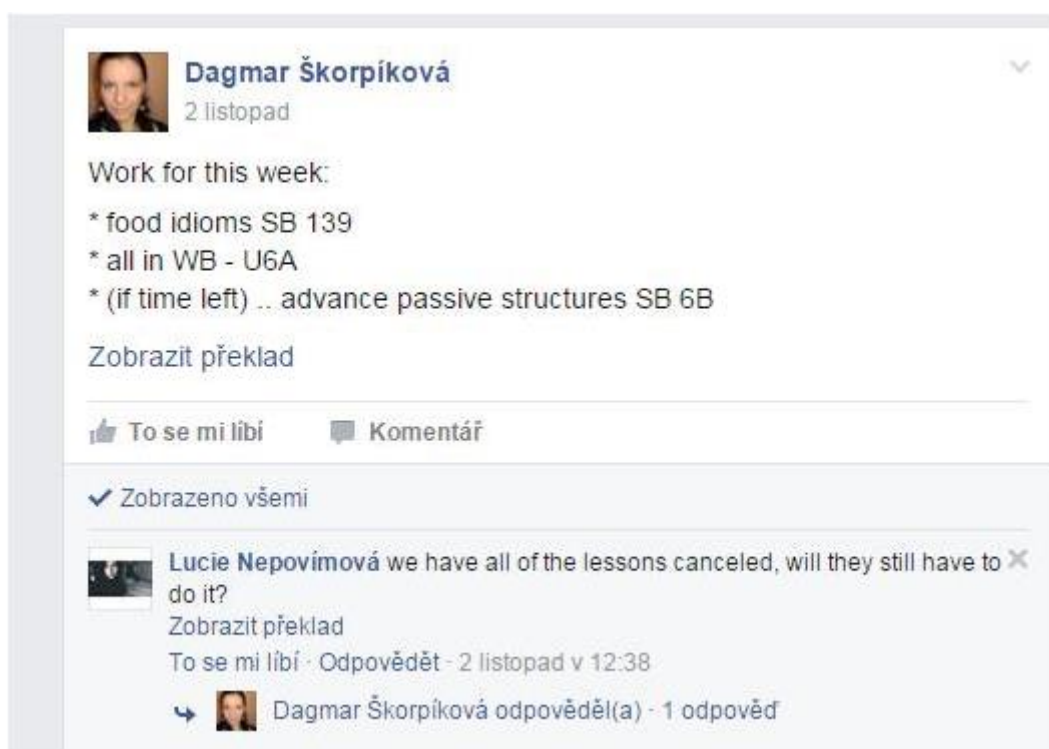 Dagmar Škorpíková
2 listopad
Work for this week:
* food idioms SB 139
* all in WB - U6A
* (if time left) .. advance passive structures SB 6B
Zobrazit překlad
To se mi líbí Komentář
Zobrazeno všemi
Lucie Nepovímová we have all of the lessons canceled, will they still have to
do it?
Zobrazit překlad
To se mi líbí · Odpovědět · 2 listopad v 12:38
Dagmar Škorpíková odpověděl(a) · 1 odpověď